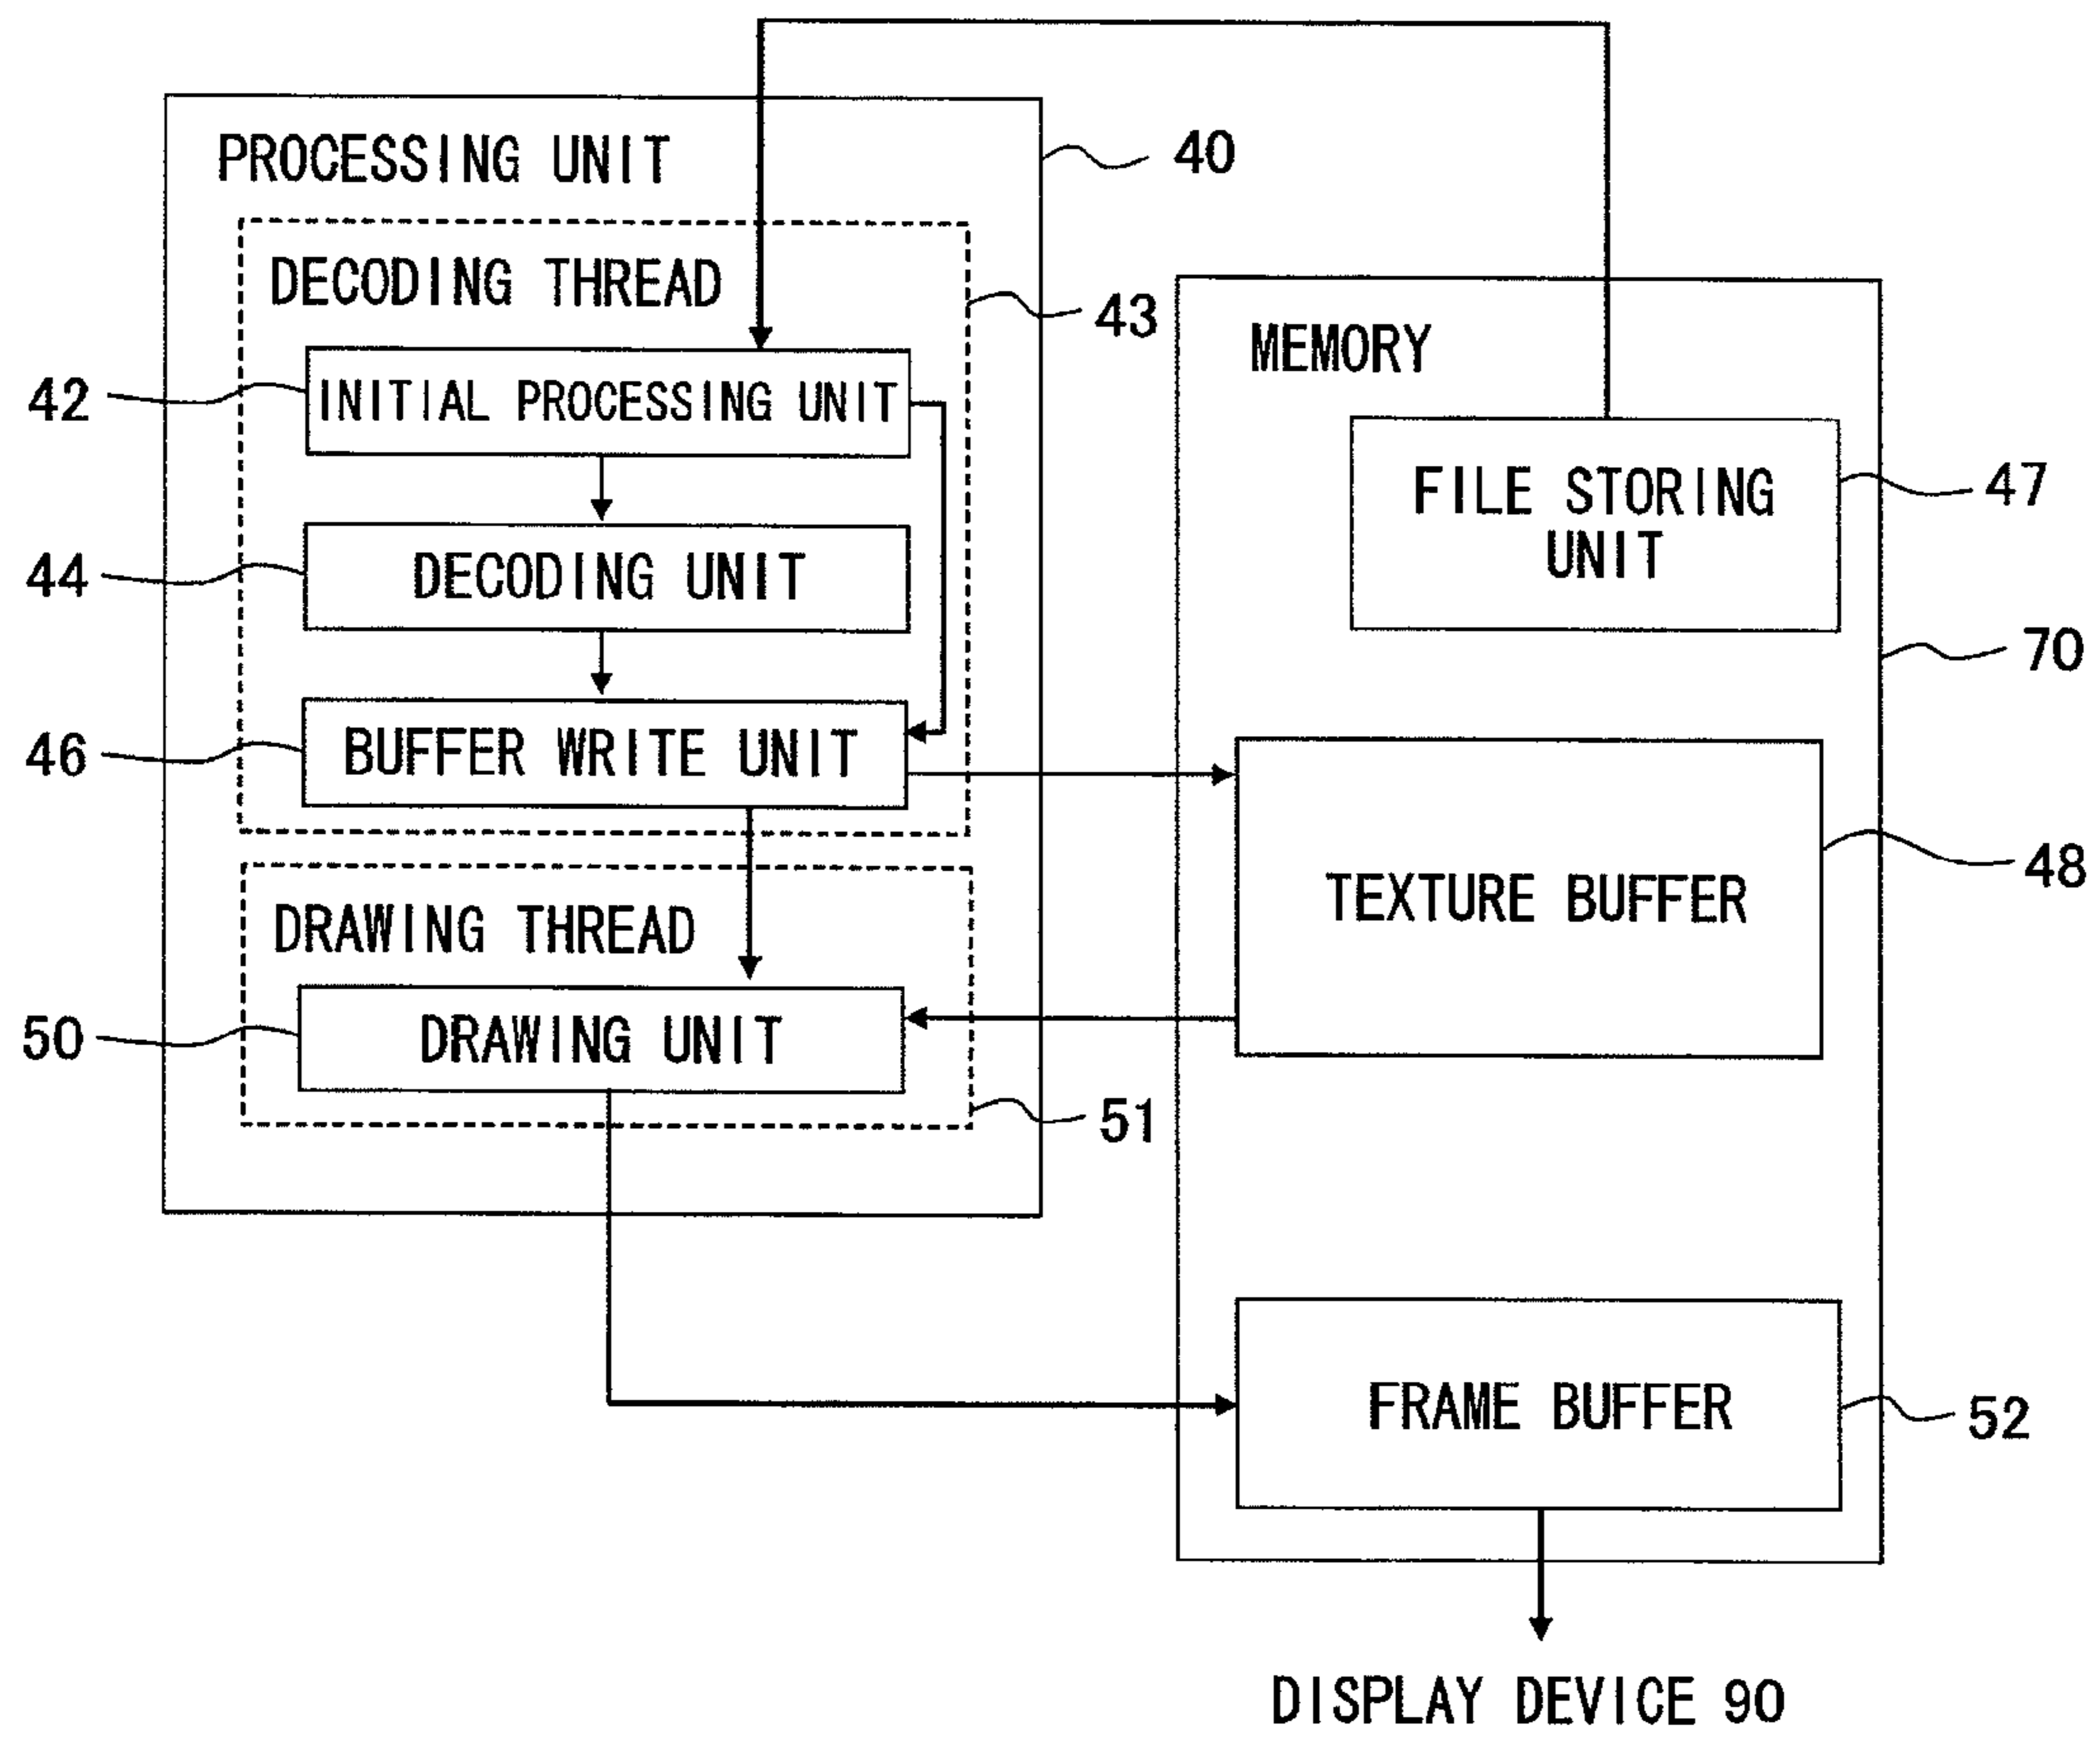 PROCESSING UNIT
40
DECODING THREAD
43
MEMORY
42
INITIAL PROCESSING UNIT
FILE STORING
UNIT
47
44
DECODING UNIT
70
46
BUFFER WRITE UNIT
48
TEXTURE BUFFER
DRAWING THREAD
50
DRAWING UNIT
51
FRAME BUFFER
52
DISPLAY DEVICE 90